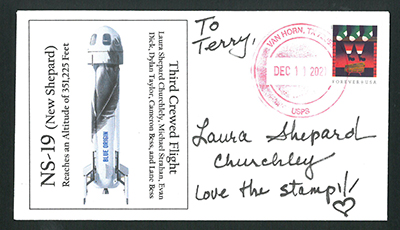 NS-19 (New Shepard)
Reaches an Altitude of 351,225 Feet
BLUE ORIGIN
Third Crewed Flight
Laura Shepard Churchley, Michael Strahan, Evan
Dick, Dylan Taylor, Cameron Bess, and Lane Bess
To
Terry,
VAN HORN,
DEC 11 202
USPS
FOREVER USA
Laura Shepard
Churchley
Love the stamp!!!